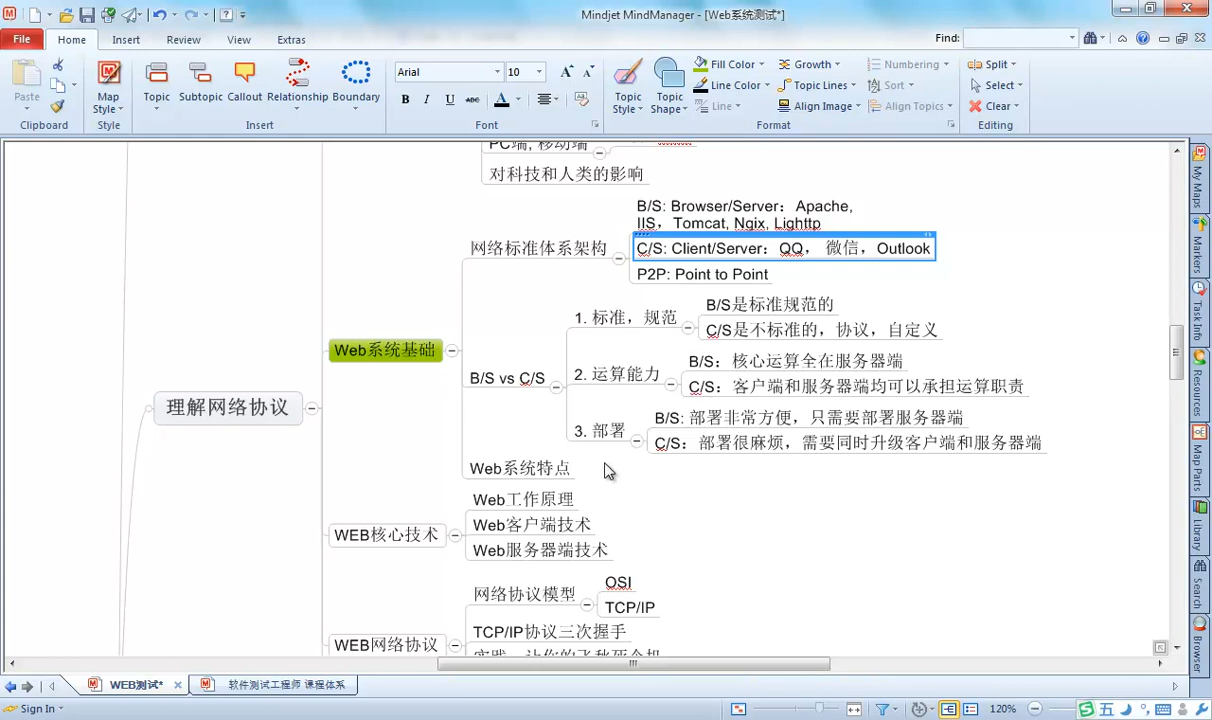 Mindjet MindManager - [Web系统测试*]
File
Home
Insert
Review
View
Extras
Find:
Paste
Clipboard
Map Style
Style
Topic
Subtopic
Callout
Relationship
Boundary
Insert
Arial
10
B
I
U
abc
A
Font
Topic Style
Topic Shape
Fill Color
Line Color
Line
Growth
Topic Lines
Align Image
Numbering
Sort
Align Topics
Format
Split
Select
Clear
Editing
PC端, 移动端
对科技和人类的影响
B/S: Browser/Server：Apache,
IIS，Tomcat, Ngix, Lighttp
网络标准体系架构
C/S: Client/Server：QQ， 微信，Outlook
P2P: Point to Point
1. 标准，规范
B/S是标准规范的
C/S是不标准的，协议，自定义
Web系统基础
B/S vs C/S
2. 运算能力
B/S：核心运算全在服务器端
C/S：客户端和服务器端均可以承担运算职责
理解网络协议
3. 部署
B/S: 部署非常方便，只需要部署服务器端
C/S：部署很麻烦，需要同时升级客户端和服务器端
Web系统特点
WEB核心技术
Web工作原理
Web客户端技术
Web服务器端技术
网络协议模型
OSI
TCP/IP
WEB网络协议
TCP/IP协议三次握手
My Maps
Markers
Task Info
Resources
Map Parts
Library
Search
Browser
WEB测试*
软件测试工程师 课程体系
Sign In
120%
五